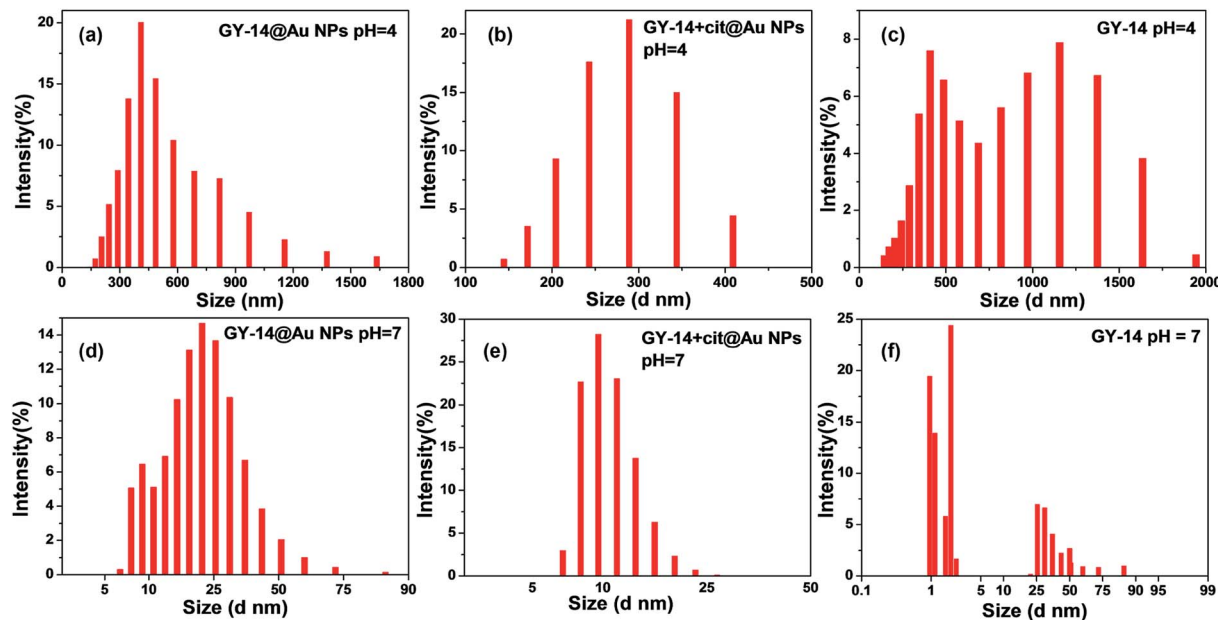 (a)
GY-14@Au NPs pH=4
20
15
10
5
0
Intensity(%)
0 300 600 900 1200 1500 1800
Size (nm)
(b)
GY-14+cit@Au NPs
pH=4
20
15
10
5
0
Intensity(%)
100 200 300 400 500
Size (d nm)
(c)
GY-14 pH=4
8
6
4
2
0
Intensity(%)
0 500 1000 1500 2000
Size (d nm)
(d)
GY-14@Au NPs pH=7
14
12
10
8
6
4
2
0
Intensity(%)
5 10 25 50 75 90
Size (d nm)
(e)
GY-14+cit@Au NPs
pH=7
30
25
20
15
10
5
0
Intensity(%)
5 10 25 50
Size (d nm)
(f)
GY-14 pH = 7
25
20
15
10
5
0
Intensity(%)
0.1 1 5 10 25 50 75 90 95 99
Size (d nm)